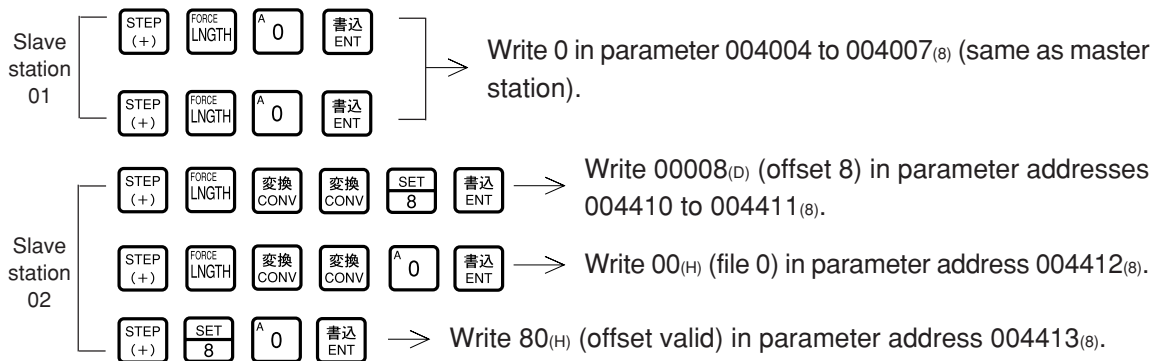 Slave
station
01
STEP
(+)
FORCE
LNGTH
A
0
書込
ENT
STEP
(+)
FORCE
LNGTH
A
0
書込
ENT
Write 0 in parameter 004004 to 004007(8) (same as master
station).
Slave
station
02
STEP
(+)
FORCE
LNGTH
変換
CONV
変換
CONV
SET
8
書込
ENT
Write 00008(D) (offset 8) in parameter addresses
004410 to 004411(8).
STEP
(+)
FORCE
LNGTH
変換
CONV
変換
CONV
A
0
書込
ENT
Write 00(H) (file 0) in parameter address 004412(8).
STEP
(+)
SET
8
A
0
書込
ENT
Write 80(H) (offset valid) in parameter address 004413(8).